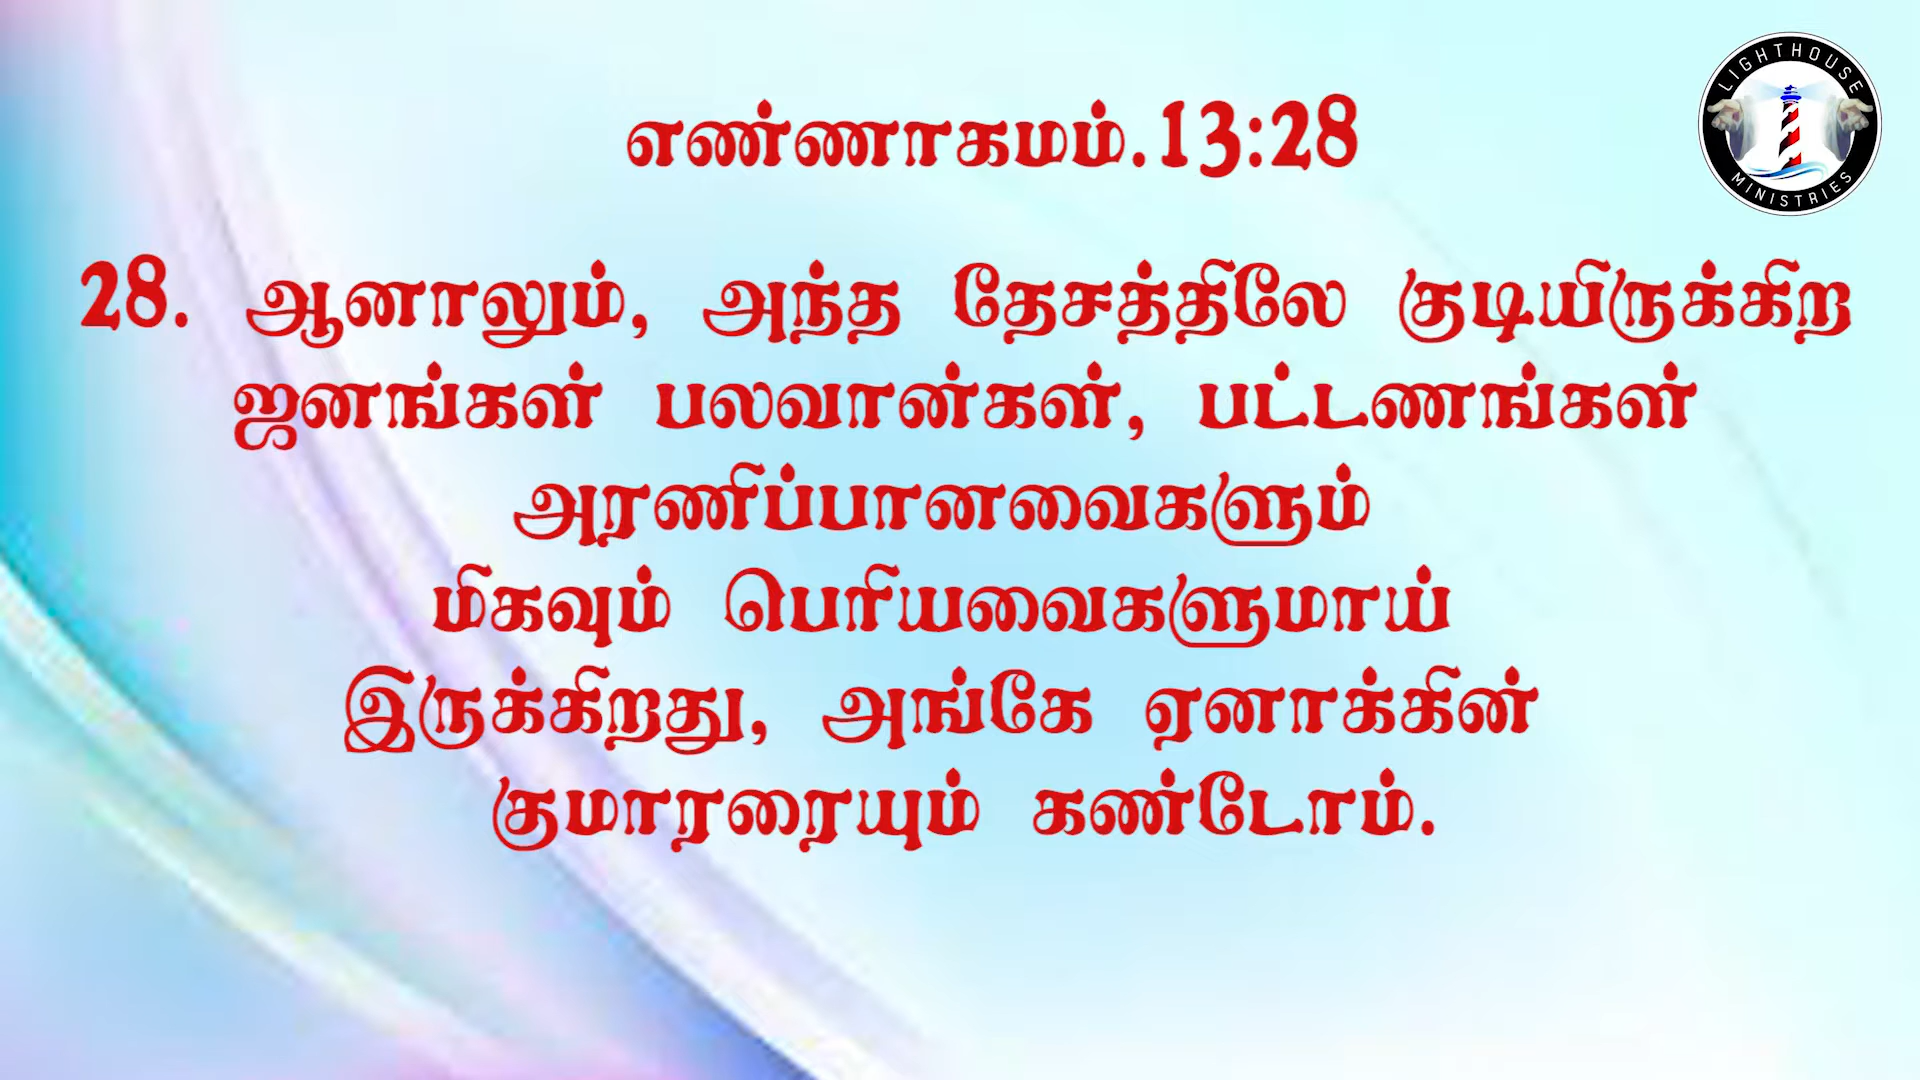 LIGHTHOUSE
MINISTRIES
எண்ணாகமம்.13:28
28. ஆனாலும், அந்த தேசத்திலே குடியிருக்கிற
ஜனங்கள் பலவான்கள், பட்டணங்கள்
அரணிப்பானவைகளும்
மிகவும் பெரியவைகளுமாய்
இருக்கிறது, அங்கே ஏனாக்கின்
குமாரரையும் கண்டோம்.